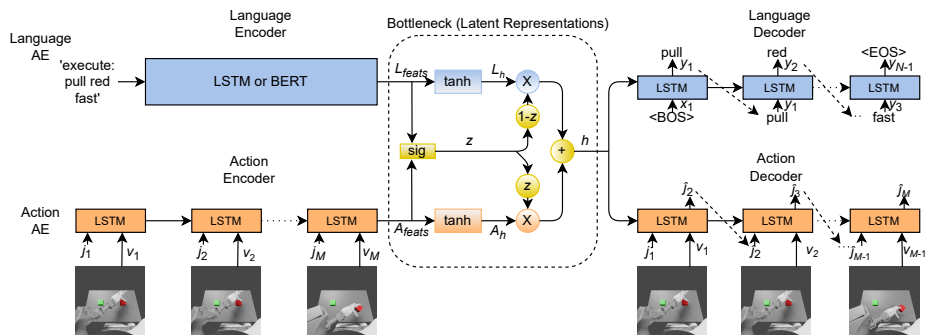 Language
Encoder
Bottleneck (Latent Representations)
Language
Decoder
Language
AE
'execute:
pull red
fast'
LSTM or BERT
L_feats
tanh
L_h
X
1-z
sig
z
z
+
h
A_feats
tanh
A_h
X
pull
red
<EOS>
y_1
y_2
y_N-1
LSTM
LSTM
LSTM
x_1
y_1
y_3
<BOS>
pull
fast
Action
Encoder
Action
Decoder
Action
AE
LSTM
LSTM
LSTM
j_1
v_1
j_2
v_2
j_M
v_M
ĵ_2
ĵ_3
ĵ_M
LSTM
LSTM
LSTM
j_1
v_1
ĵ_2
v_2
ĵ_M-1
v_M-1